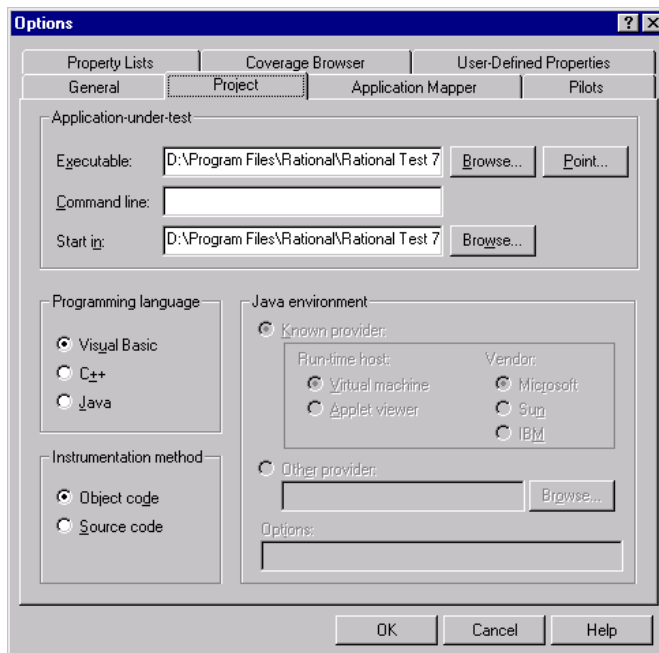 Options
Property Lists Coverage Browser User-Defined Properties
General Project Application Mapper Pilots
Application-under-test
Executable: D:\Program Files\Rational\Rational Test 7 Browse... Point...
Command line:
Start in: D:\Program Files\Rational\Rational Test 7 Browse...
Programming language
Visual Basic
C++
Java
Instrumentation method
Object code
Source code
Java environment
Known provider:
Run-time host: Vendor:
Virtual machine Microsoft
Applet viewer Sun
IBM
Other provider:
Browse...
Options:
OK Cancel Help